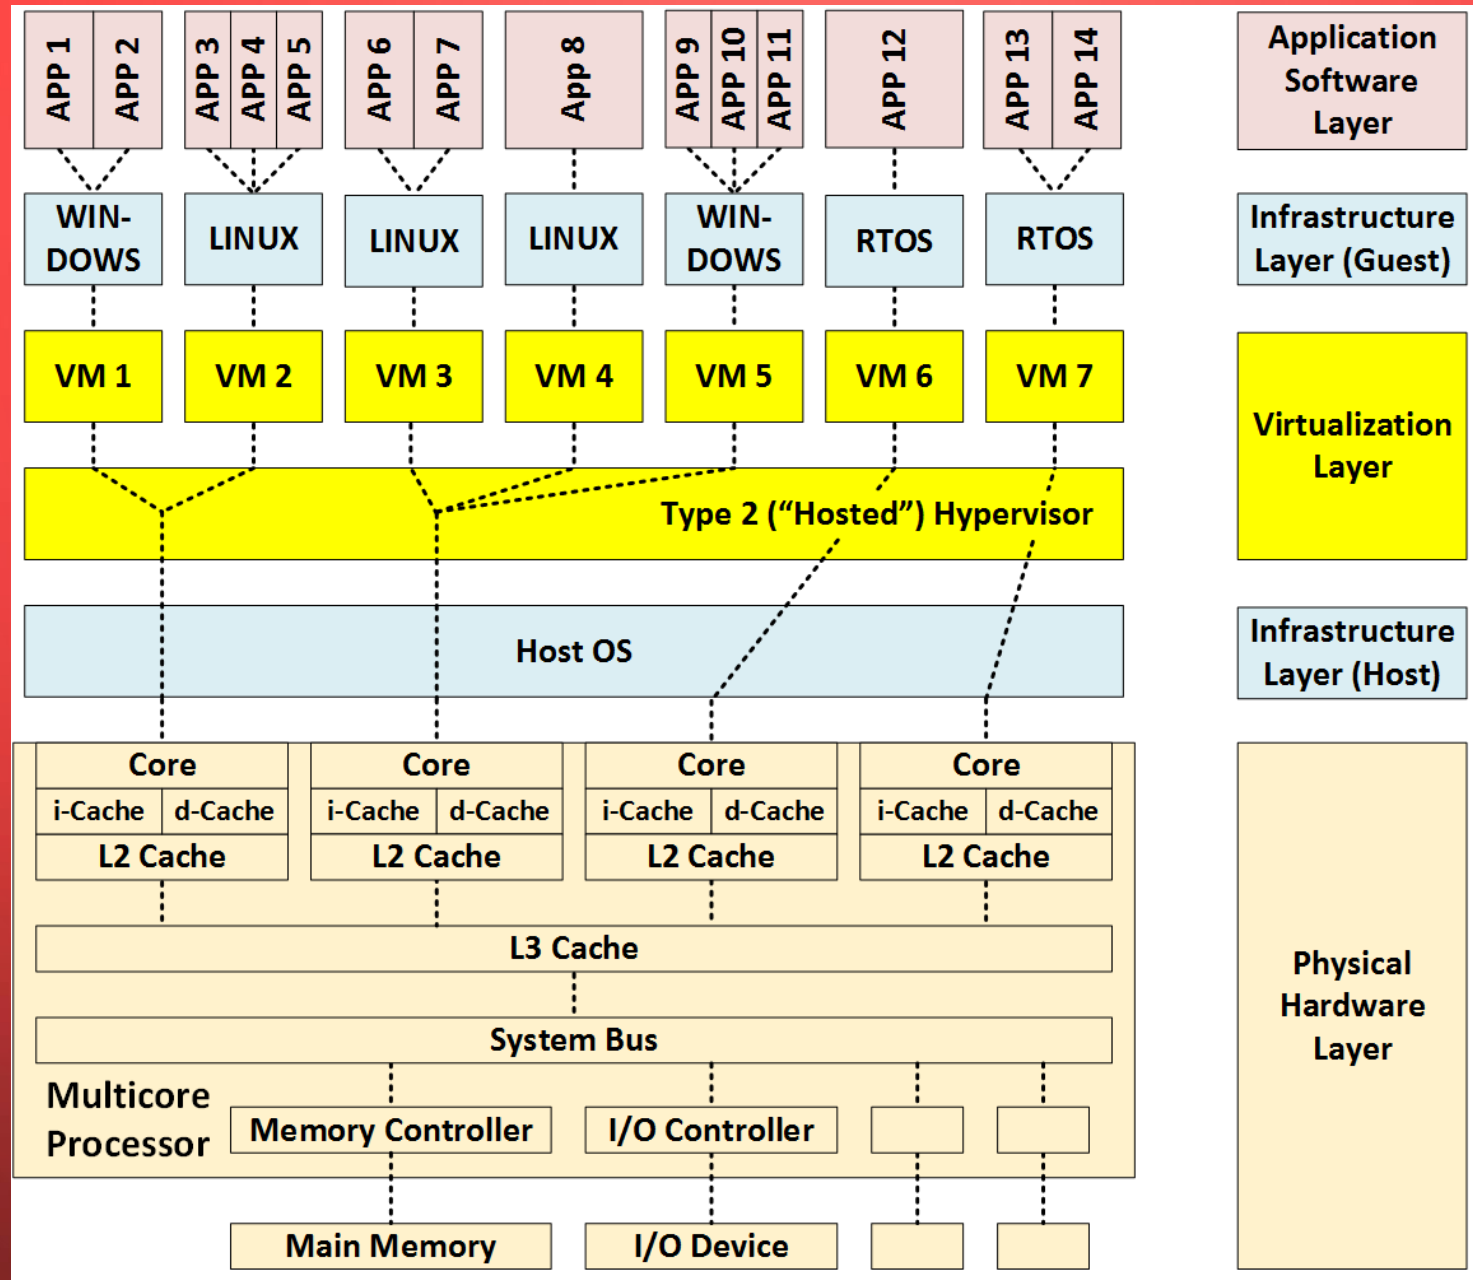 APP 1
APP 2
APP 3
APP 4
APP 5
APP 6
APP 7
App 8
APP 9
APP 10
APP 11
APP 12
APP 13
APP 14
Application
Software
Layer
WIN-
DOWS
LINUX
LINUX
LINUX
WIN-
DOWS
RTOS
RTOS
Infrastructure
Layer (Guest)
VM 1
VM 2
VM 3
VM 4
VM 5
VM 6
VM 7
Virtualization
Layer
Type 2 (“Hosted”) Hypervisor
Host OS
Infrastructure
Layer (Host)
Core
Core
Core
Core
i-Cache
d-Cache
i-Cache
d-Cache
i-Cache
d-Cache
i-Cache
d-Cache
L2 Cache
L2 Cache
L2 Cache
L2 Cache
L3 Cache
System Bus
Physical
Hardware
Layer
Multicore
Processor
Memory Controller
I/O Controller
Main Memory
I/O Device